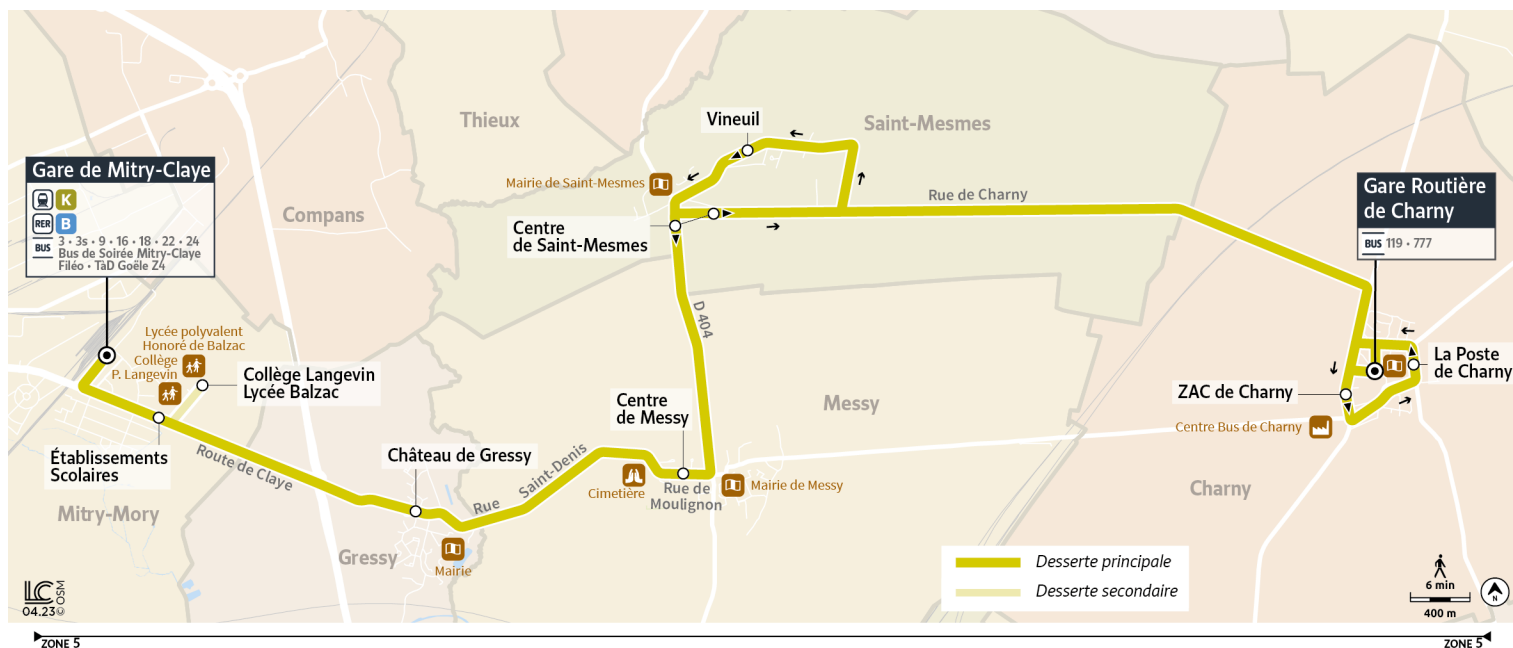 Gare de Mitry-Claye
K
RER B
BUS 3 • 3s • 9 • 16 • 18 • 22 • 24
Bus de Soirée Mitry-Claye
Filéo • TàD Goële Z4
Thieux
Compans
Vineuil
Saint-Mesmes
Mairie de Saint-Mesmes
Centre
de Saint-Mesmes
Rue de Charny
Gare Routière
de Charny
BUS 119 • 777
D 404
Lycée polyvalent
Honoré de Balzac
Collège
P. Langevin
Collège Langevin
Lycée Balzac
Établissements
Scolaires
Route de Claye
Mitry-Mory
Château de Gressy
Gressy
Mairie
Rue Saint-Denis
Cimetière
Centre
de Messy
Rue de
Moulignon
Mairie de Messy
Messy
La Poste
de Charny
ZAC de Charny
Centre Bus de Charny
Charny
Desserte principale
Desserte secondaire
6 min
400 m
N
LC
04.23
© OSM
ZONE 5
ZONE 5